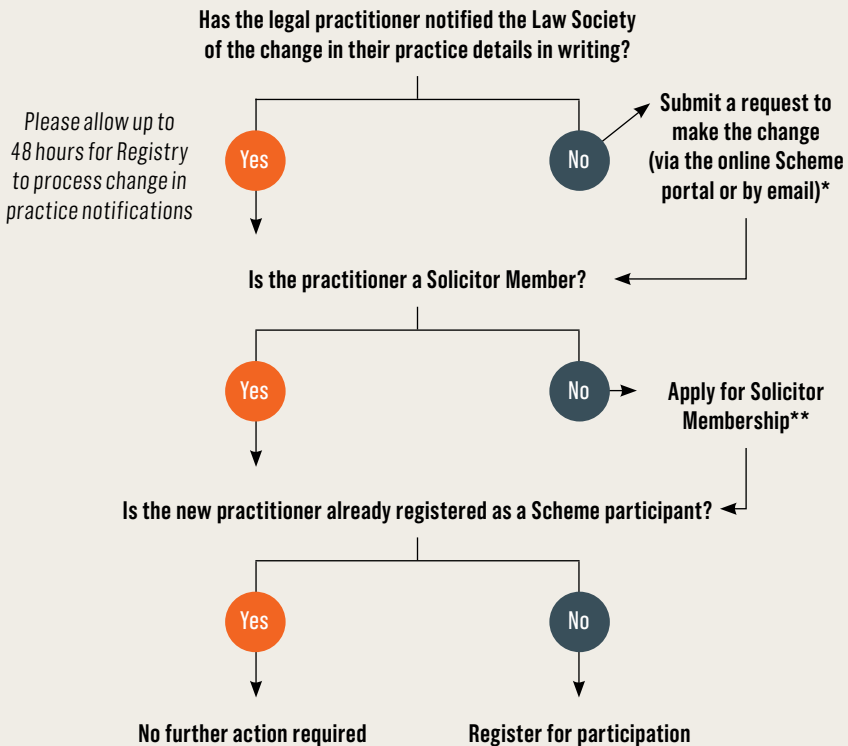 Has the legal practitioner notified the Law Society
of the change in their practice details in writing?
Please allow up to
48 hours for Registry
to process change in
practice notifications
Yes
No
Submit a request to
make the change
(via the online Scheme
portal or by email)*
Is the practitioner a Solicitor Member?
Yes
No
Apply for Solicitor
Membership**
Is the new practitioner already registered as a Scheme participant?
Yes
No
No further action required
Register for participation